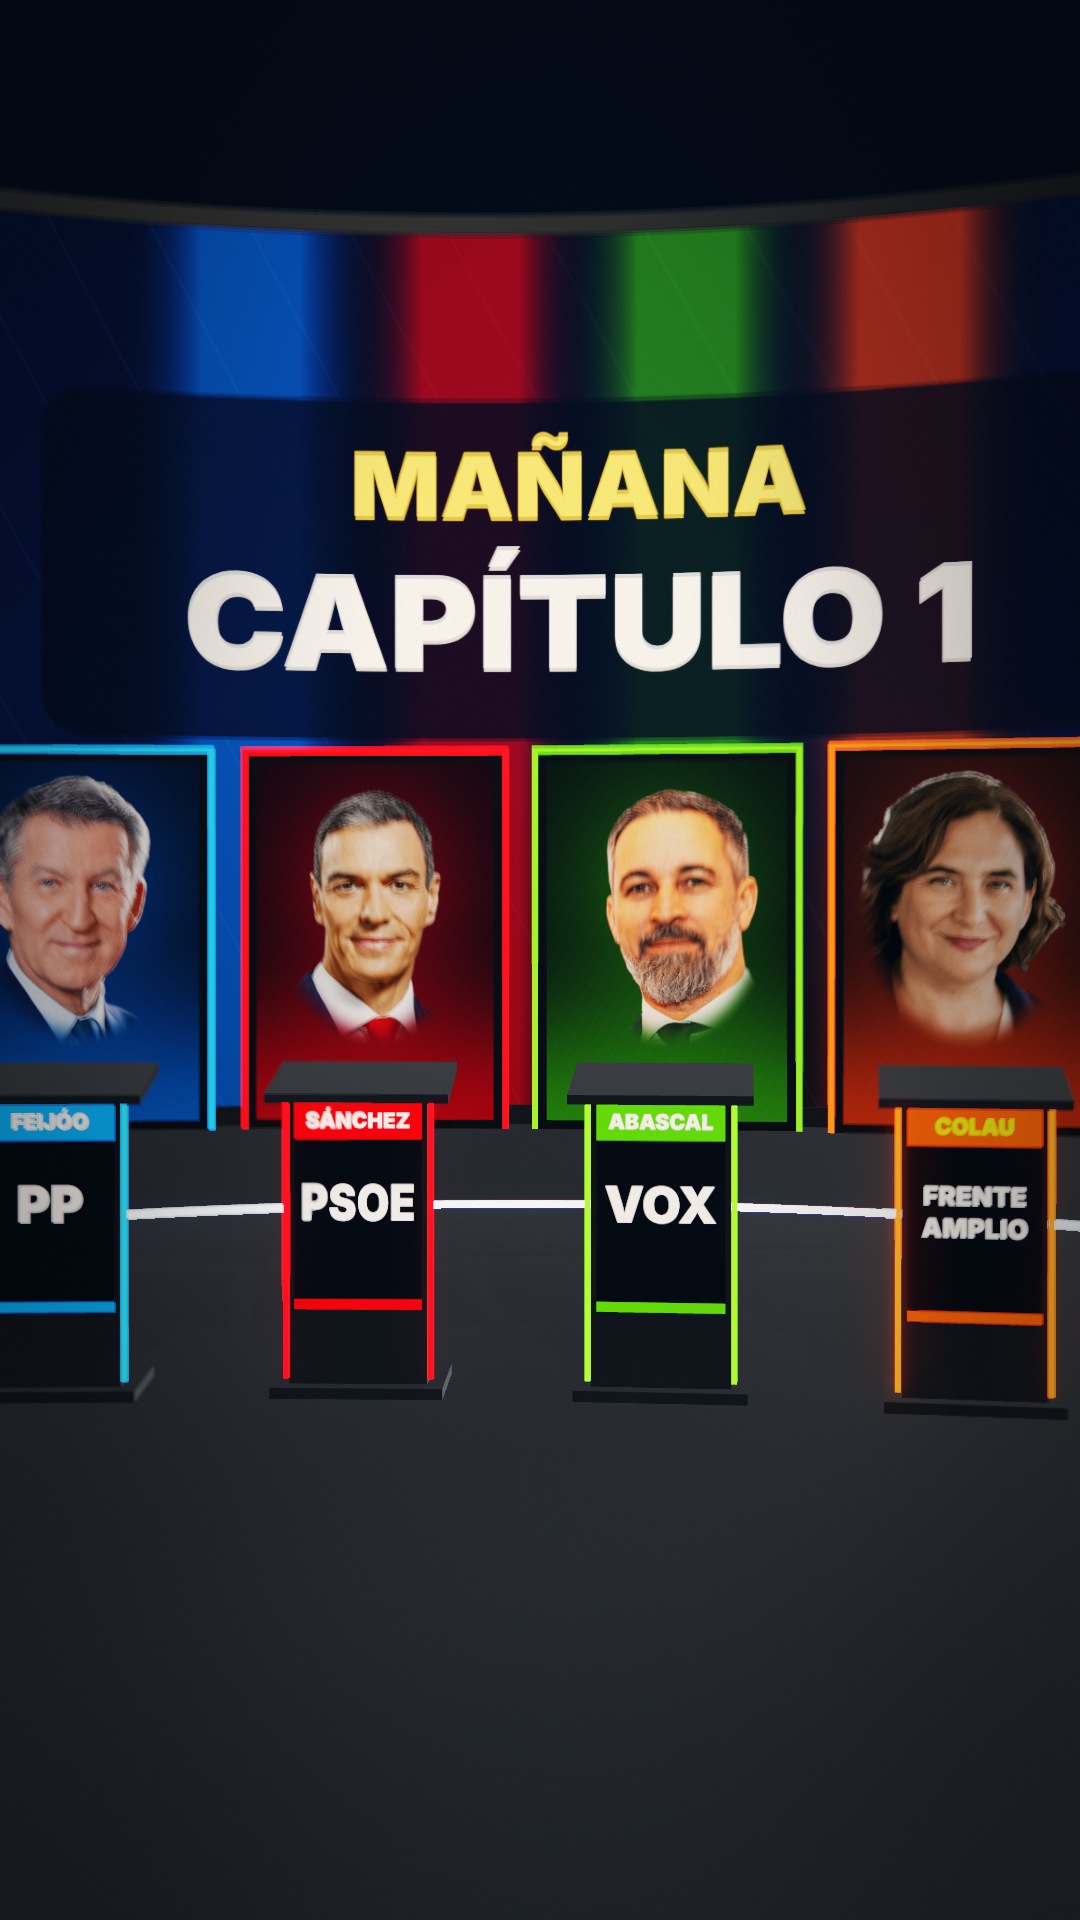 MAÑANA
CAPÍTULO 1
FEIJÓO
PP
SÁNCHEZ
PSOE
ABASCAL
VOX
COLAU
FRENTE
AMPLIO